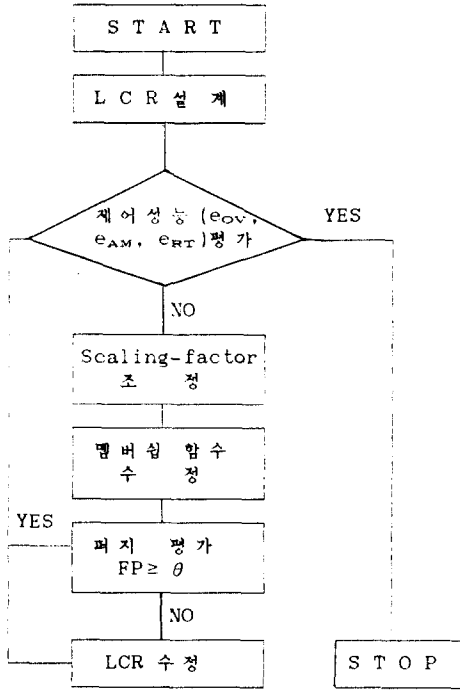 S T A R T
L C R 설 계
제 어 성 능 (eOV,
eAM, eRT)평 가
YES
NO
Scaling-factor
조 정
멤 버 쉽 함 수
수 정
YES
퍼 지 평 가
FP≥ θ
NO
LCR 수 정
S T O P